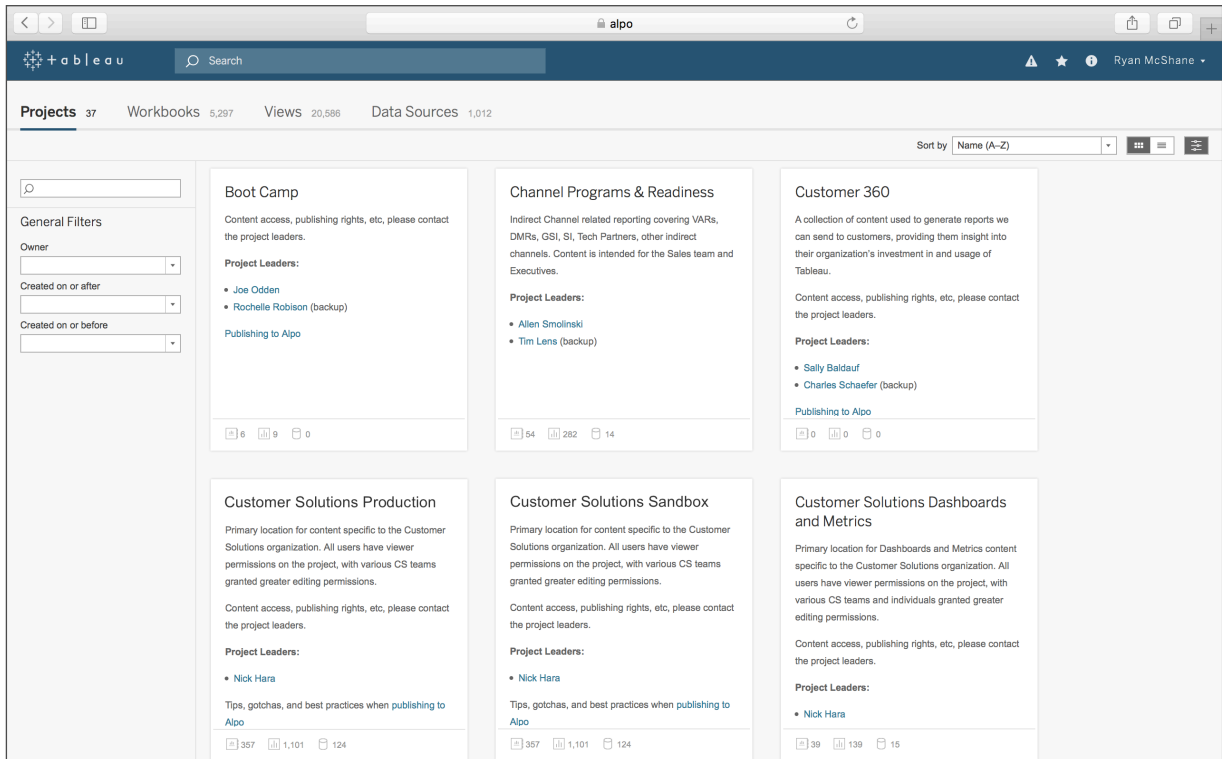 alpo
+ a b | e a u
Search
Ryan McShane
Projects 37
Workbooks 5,297
Views 20,586
Data Sources 1,012
Sort by
Name (A–Z)
General Filters
Owner
Created on or after
Created on or before
Boot Camp
Content access, publishing rights, etc, please contact
the project leaders.
Project Leaders:
• Joe Odden
• Rochelle Robison (backup)
Publishing to Alpo
6 9 0
Channel Programs & Readiness
Indirect Channel related reporting covering VARs,
DMRs, GSI, SI, Tech Partners, other indirect
channels. Content is intended for the Sales team and
Executives.
Project Leaders:
• Allen Smolinski
• Tim Lens (backup)
54 282 14
Customer 360
A collection of content used to generate reports we
can send to customers, providing them insight into
their organization’s investment in and usage of
Tableau.
Content access, publishing rights, etc, please contact
the project leaders.
Project Leaders:
• Sally Baldauf
• Charles Schaefer (backup)
Publishing to Alpo
0 0 0
Customer Solutions Production
Primary location for content specific to the Customer
Solutions organization. All users have viewer
permissions on the project, with various CS teams
granted greater editing permissions.
Content access, publishing rights, etc, please contact
the project leaders.
Project Leaders:
• Nick Hara
Tips, gotchas, and best practices when publishing to
Alpo
357 1,101 124
Customer Solutions Sandbox
Primary location for content specific to the Customer
Solutions organization. All users have viewer
permissions on the project, with various CS teams
granted greater editing permissions.
Content access, publishing rights, etc, please contact
the project leaders.
Project Leaders:
• Nick Hara
Tips, gotchas, and best practices when publishing to
Alpo
357 1,101 124
Customer Solutions Dashboards
and Metrics
Primary location for Dashboards and Metrics content
specific to the Customer Solutions organization. All
users have viewer permissions on the project, with
various CS teams and individuals granted greater
editing permissions.
Content access, publishing rights, etc, please contact
the project leaders.
Project Leaders:
• Nick Hara
39 139 15